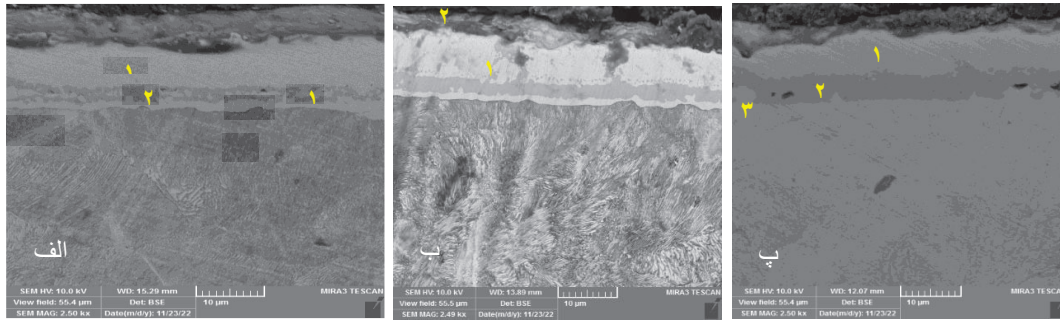 ۱
۲
۱
الف
SEM HV: 10.0 kV WD: 15.29 mm
View field: 55.4 µm Det: BSE 10 µm
SEM MAG: 2.50 kx Date(m/d/y): 11/23/22
MIRA3 TESCAN
۲
۱
ب
SEM HV: 10.0 kV WD: 13.89 mm
View field: 55.5 µm Det: BSE 10 µm
SEM MAG: 2.49 kx Date(m/d/y): 11/23/22
MIRA3 TESCAN
۱
۲
۳
پ
SEM HV: 10.0 kV WD: 12.07 mm
View field: 55.4 µm Det: BSE 10 µm
SEM MAG: 2.50 kx Date(m/d/y): 11/23/22
MIRA3 TESCAN